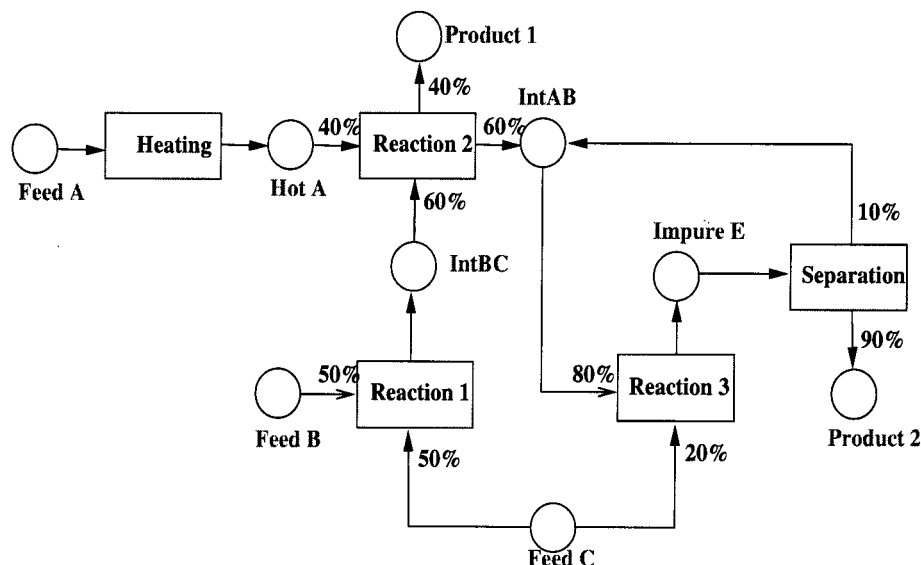 Product 1
40%
IntAB
40%
60%
Heating
Reaction 2
Feed A
Hot A
60%
10%
Impure E
IntBC
Separation
90%
50%
Reaction 1
80%
Reaction 3
Feed B
Product 2
50%
20%
Feed C